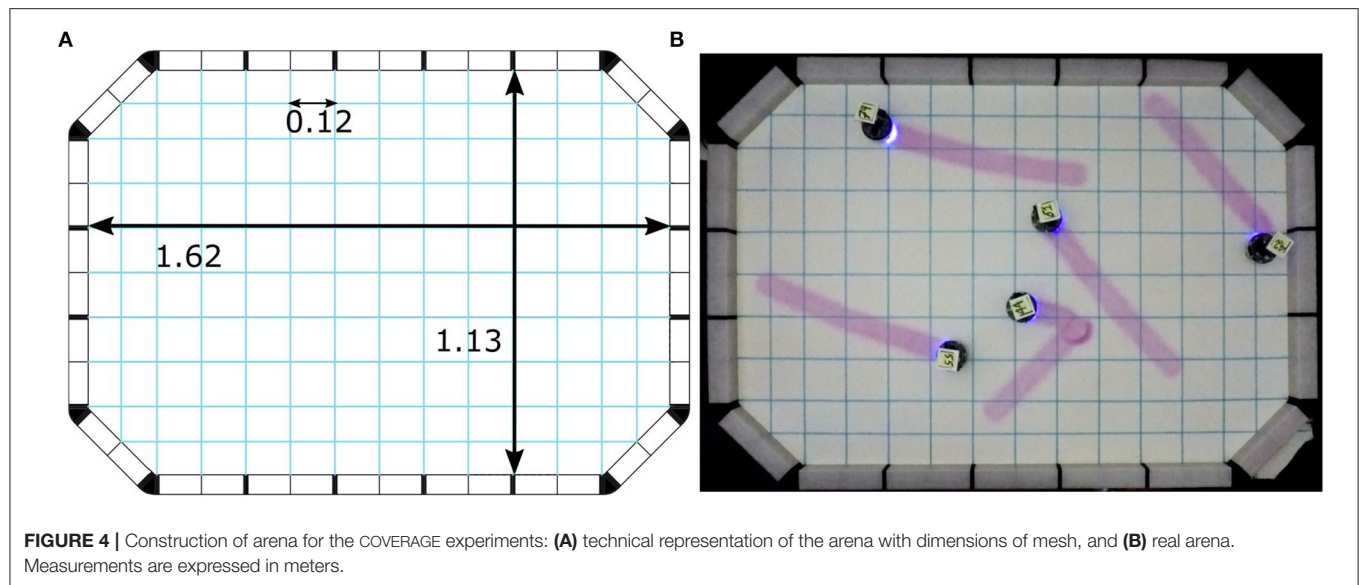 A
B
0.12
1.62
1.13
FIGURE 4 | Construction of arena for the COVERAGE experiments: (A) technical representation of the arena with dimensions of mesh, and (B) real arena.
Measurements are expressed in meters.